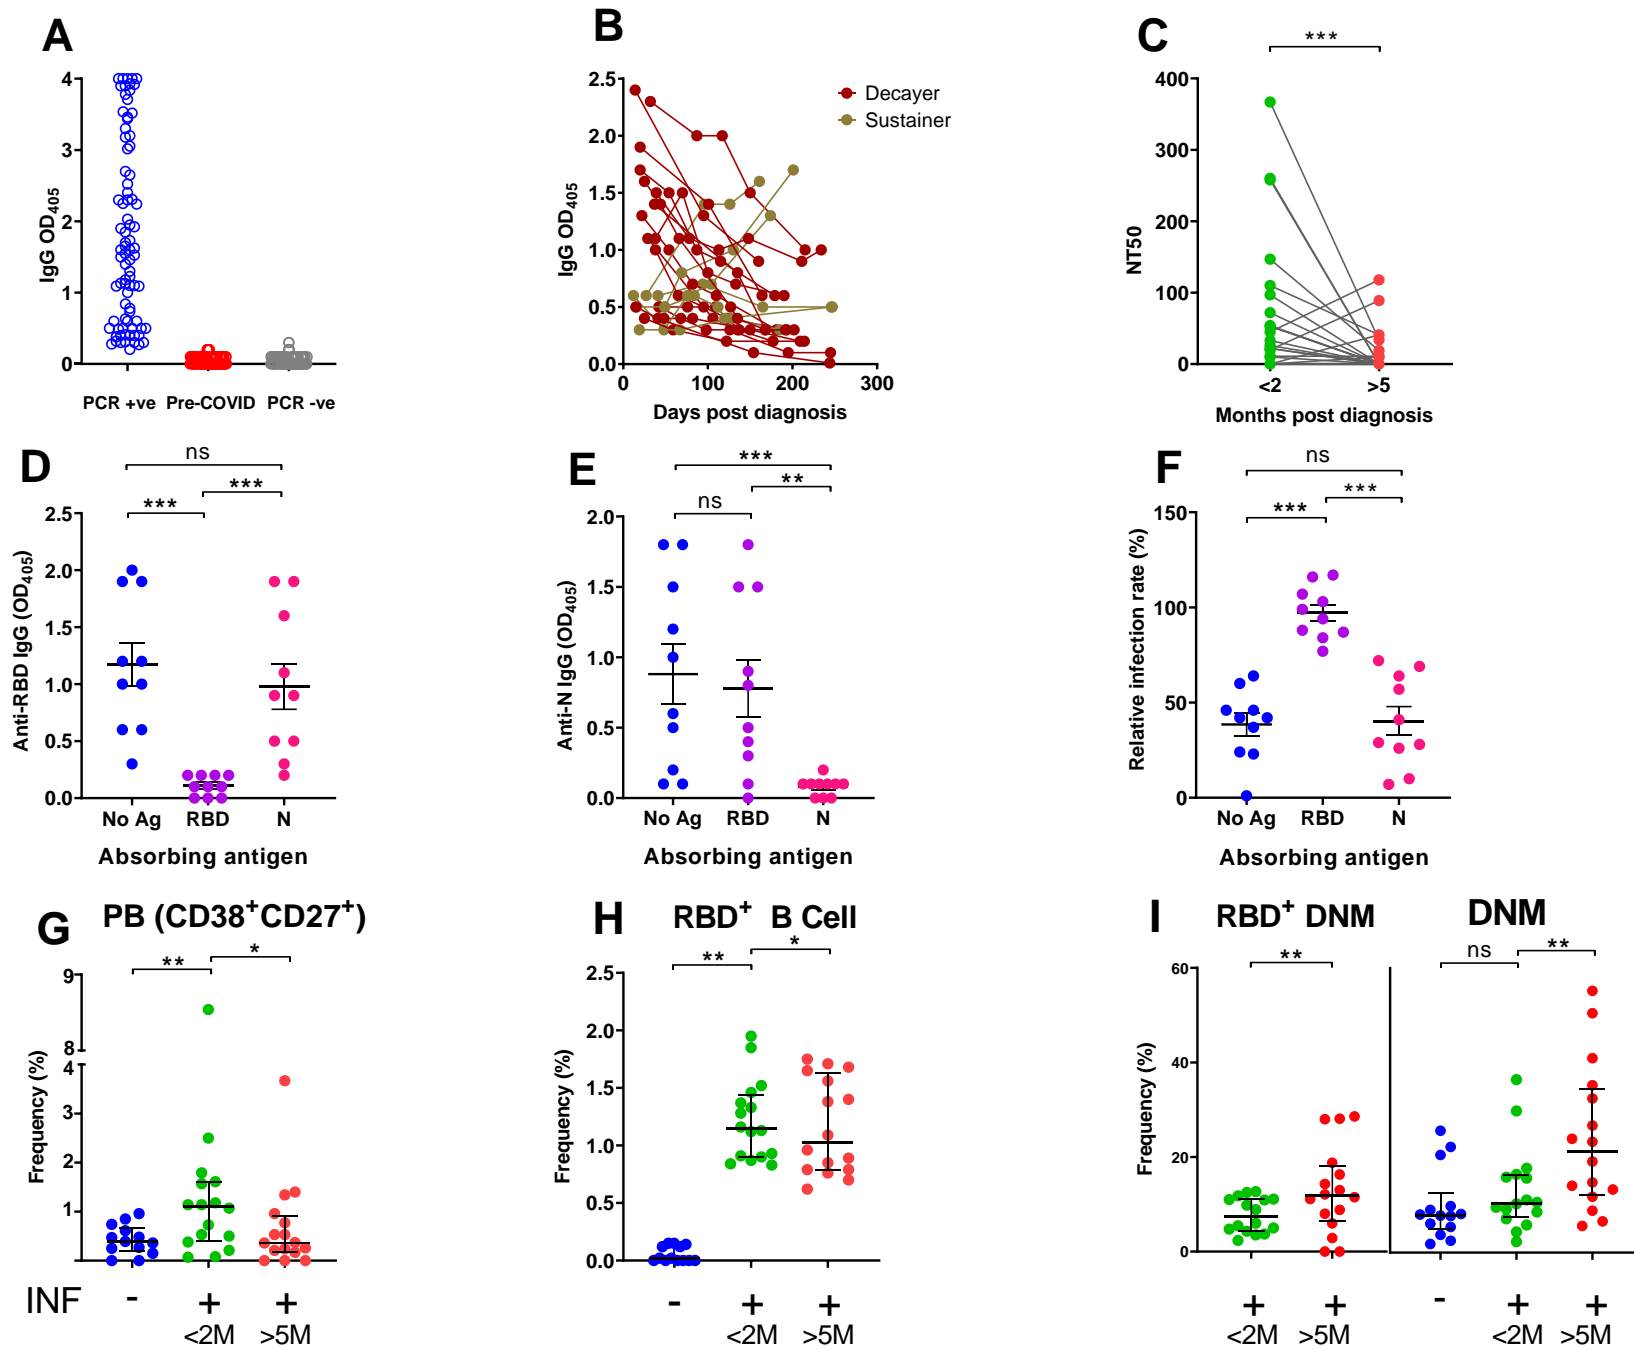 A
4
3
2
1
0
IgG OD405
PCR +ve Pre-COVID PCR -ve
B
2.5
2.0
1.5
1.0
0.5
0.0
IgG OD405
0 100 200 300
Days post diagnosis
Decayer
Sustainer
C
***
400
300
200
100
0
NT50
<2 >5
Months post diagnosis
D
ns
***
***
2.5
2.0
1.5
1.0
0.5
0.0
Anti-RBD IgG (OD405)
No Ag RBD N
Absorbing antigen
E
***
**
ns
2.0
1.5
1.0
0.5
0.0
Anti-N IgG (OD405)
No Ag RBD N
Absorbing antigen
F
ns
***
***
150
100
50
0
Relative infection rate (%)
No Ag RBD N
Absorbing antigen
G
PB (CD38+CD27+)
*
**
9
8
4
3
2
1
Frequency (%)
INF - + +
<2M >5M
H
RBD+ B Cell
*
**
2.5
2.0
1.5
1.0
0.5
0.0
Frequency (%)
- + +
<2M >5M
I
RBD+ DNM
DNM
**
ns
**
60
40
20
0
Frequency (%)
+ + - + +
<2M >5M <2M >5M